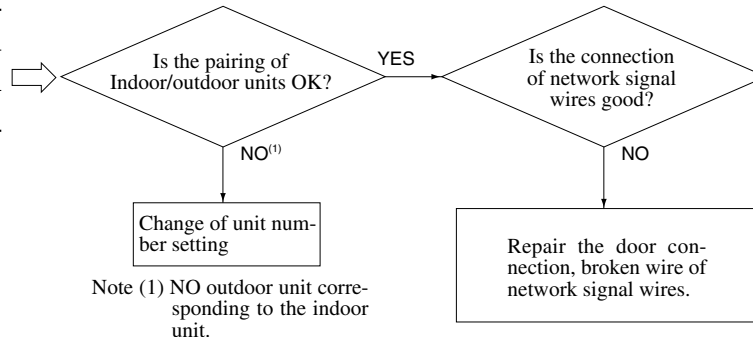 Is the pairing of
Indoor/outdoor units OK?
YES
Is the connection
of network signal
wires good?
NO(1)
NO
Change of unit num-
ber setting
Note (1) NO outdoor unit corre-
sponding to the indoor
unit.
Repair the door con-
nection, broken wire of
network signal wires.